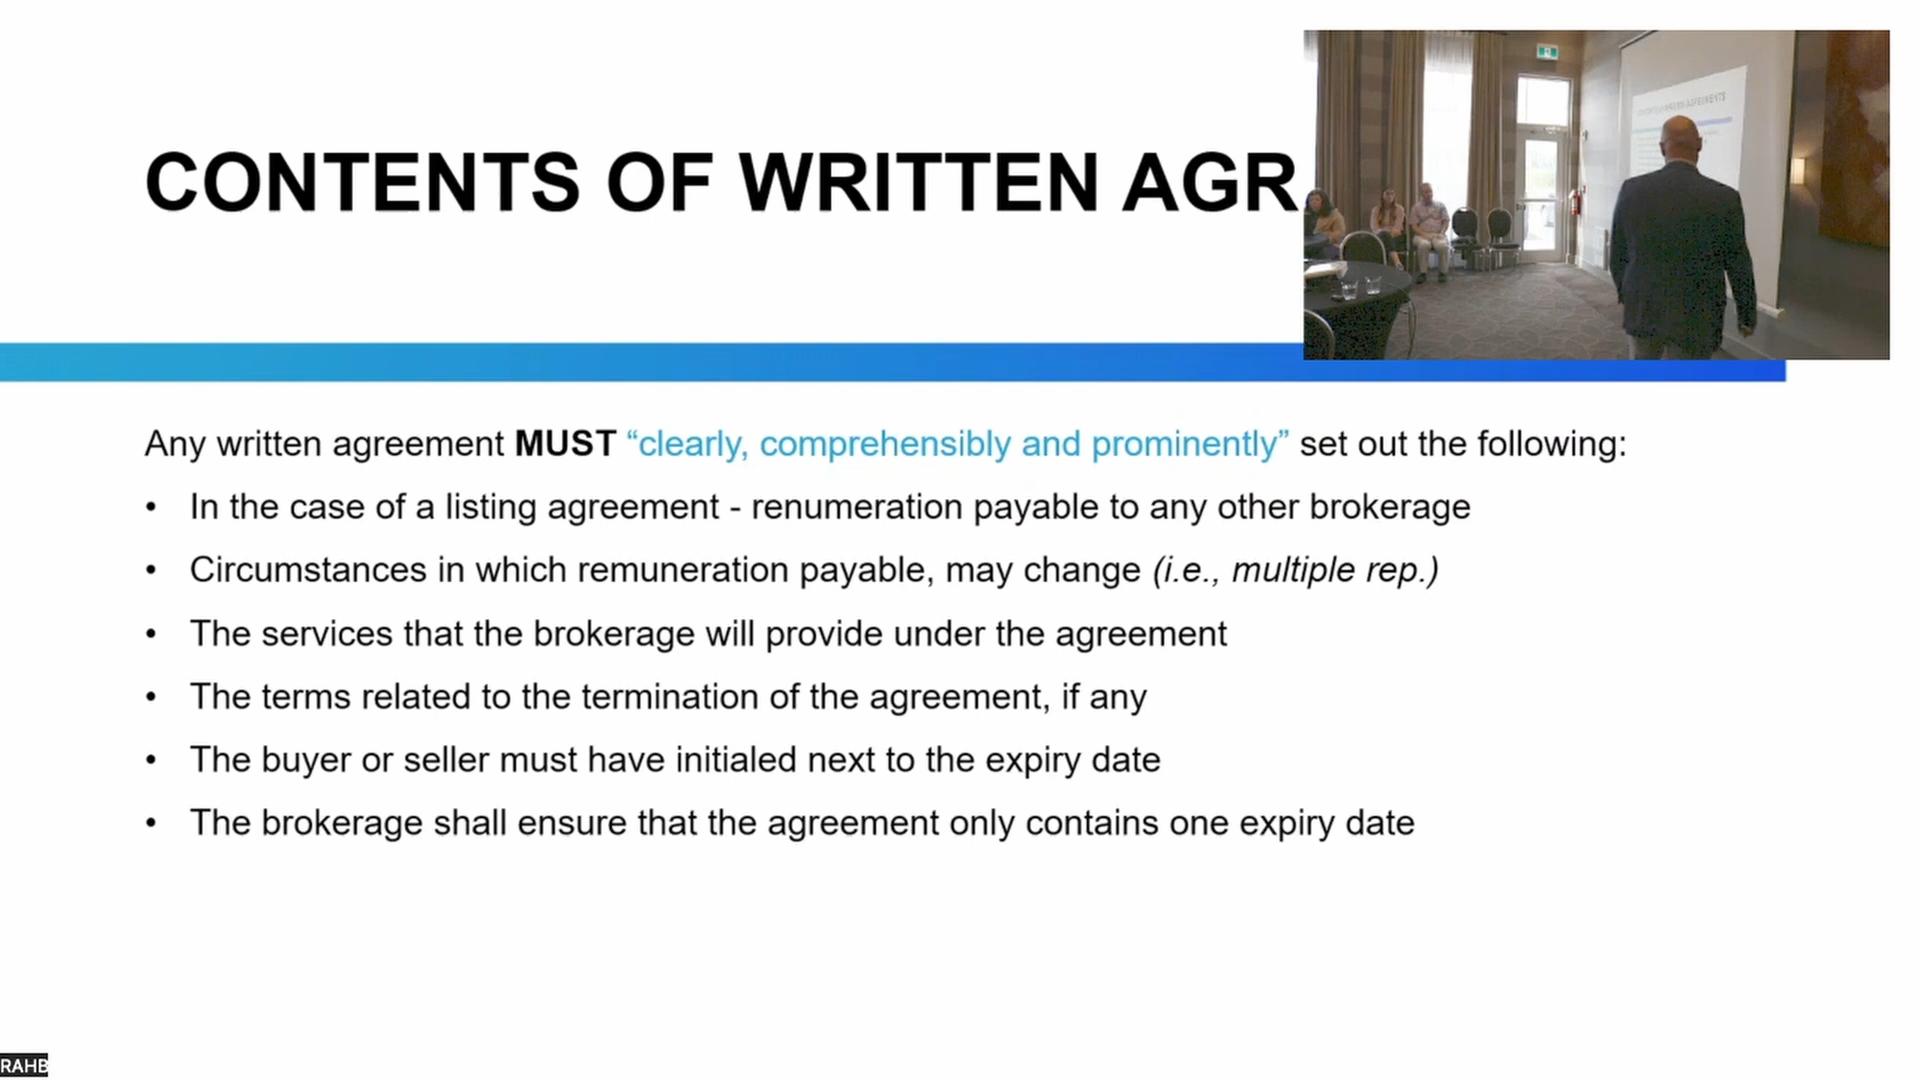 CONTENTS OF WRITTEN AGR
Any written agreement MUST “clearly, comprehensibly and prominently” set out the following:
• In the case of a listing agreement - renumeration payable to any other brokerage
• Circumstances in which remuneration payable, may change (i.e., multiple rep.)
• The services that the brokerage will provide under the agreement
• The terms related to the termination of the agreement, if any
• The buyer or seller must have initialed next to the expiry date
• The brokerage shall ensure that the agreement only contains one expiry date
RAHB